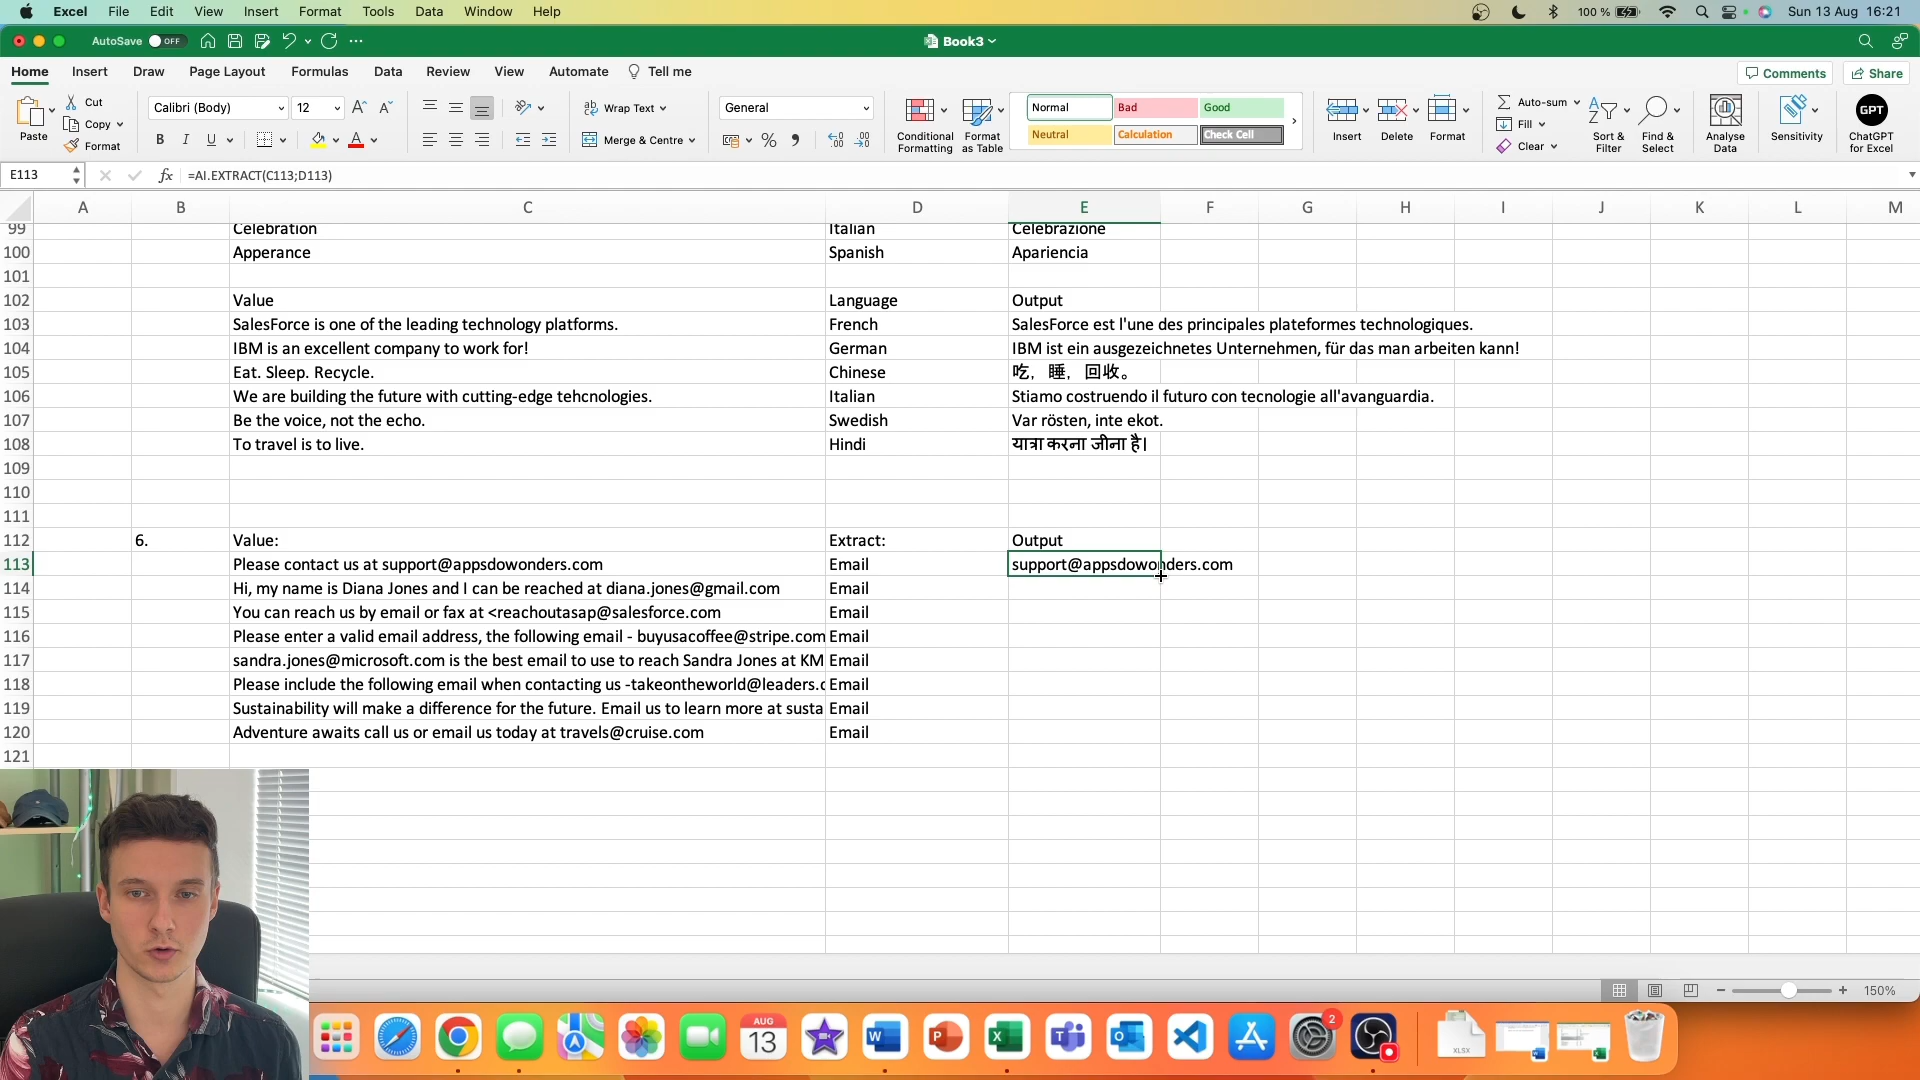 Excel File Edit View Insert Format Tools Data Window Help 100 % Sun 13 Aug 16:21
AutoSave OFF Book3
Home Insert Draw Page Layout Formulas Data Review View Automate Tell me Comments Share
Paste Cut Copy Format
Calibri (Body) 12 A A
B I U A
ab Wrap Text
Merge & Centre
General
%
Conditional Formatting
Format as Table
Normal Bad Good
Neutral Calculation Check Cell
Insert Delete Format
Auto-sum
Fill
Clear
Sort & Filter
Find & Select
Analyse Data
Sensitivity
GPT
ChatGPT for Excel
E113 fx =AI.EXTRACT(C113;D113)
A B C D E F G H I J K L M
99 Celebration Italian Celebrazione
100 Apperance Spanish Apariencia
101
102 Value Language Output
103 SalesForce is one of the leading technology platforms. French SalesForce est l'une des principales plateformes technologiques.
104 IBM is an excellent company to work for! German IBM ist ein ausgezeichnetes Unternehmen, für das man arbeiten kann!
105 Eat. Sleep. Recycle. Chinese 吃，睡，回收。
106 We are building the future with cutting-edge tehcnologies. Italian Stiamo costruendo il futuro con tecnologie all'avanguardia.
107 Be the voice, not the echo. Swedish Var rösten, inte ekot.
108 To travel is to live. Hindi यात्रा करना जीना है।
109
110
111
112 6. Value: Extract: Output
113 Please contact us at support@appsdowonders.com Email support@appsdowonders.com
114 Hi, my name is Diana Jones and I can be reached at diana.jones@gmail.com Email
115 You can reach us by email or fax at <reachoutasap@salesforce.com Email
116 Please enter a valid email address, the following email - buyusacoffee@stripe.com Email
117 sandra.jones@microsoft.com is the best email to use to reach Sandra Jones at KM Email
118 Please include the following email when contacting us -takeontheworld@leaders.c Email
119 Sustainability will make a difference for the future. Email us to learn more at susta Email
120 Adventure awaits call us or email us today at travels@cruise.com Email
121
150%
AUG
13
W P X T O 2 XLSX